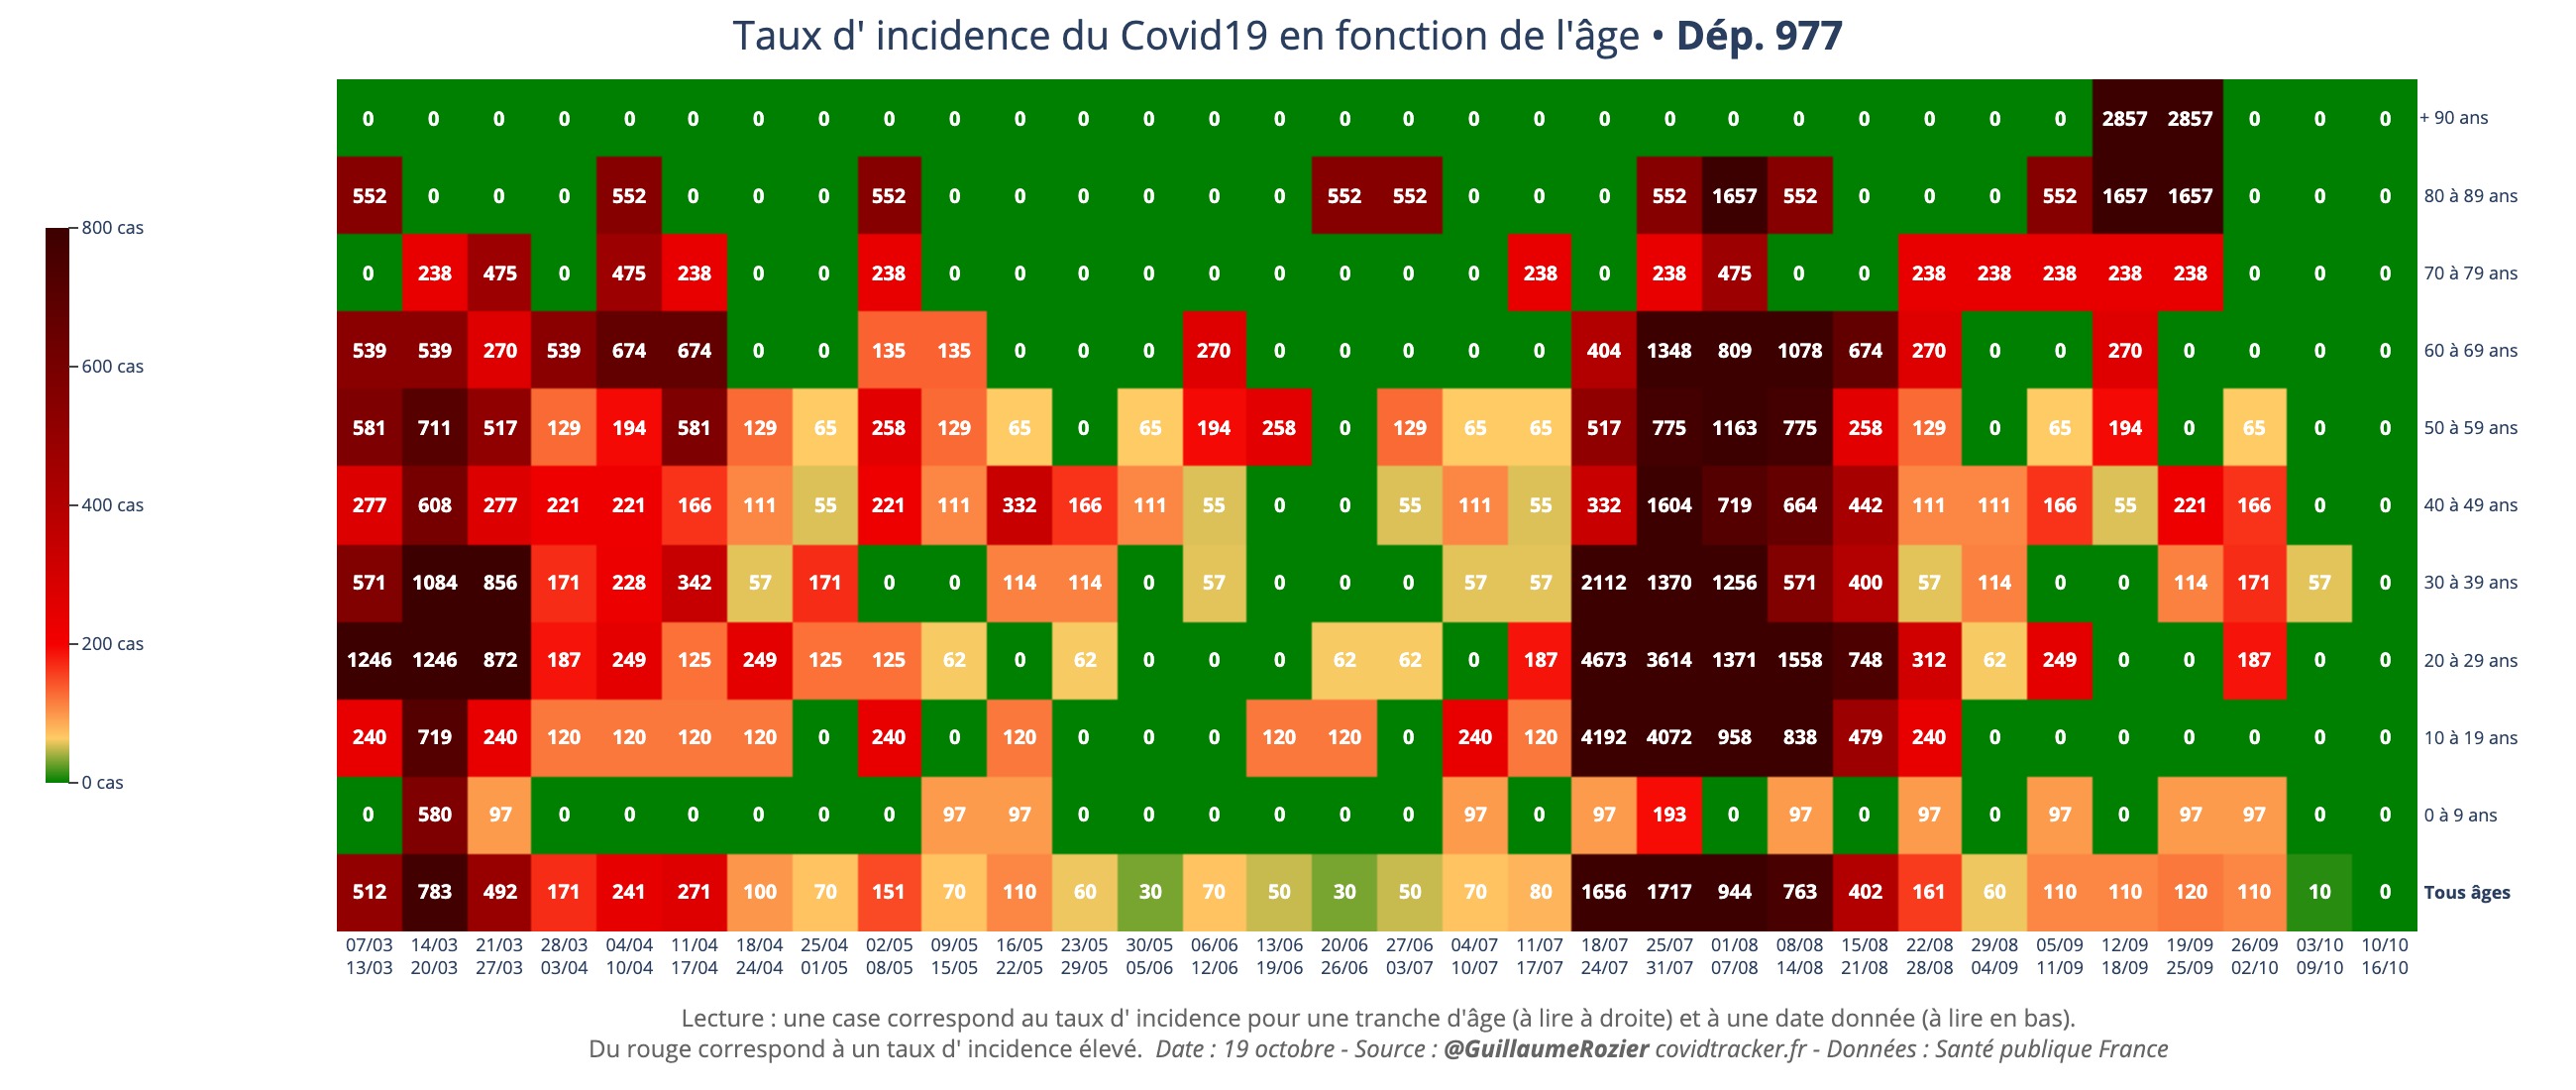 Taux d' incidence du Covid19 en fonction de l'âge • Dép. 977
0 0 0 0 0 0 0 0 0 0 0 0 0 0 0 0 0 0 0 0 0 0 0 0 0 0 0 2857 2857 0 0 0 + 90 ans
552 0 0 0 552 0 0 0 552 0 0 0 0 0 0 552 552 0 0 0 552 1657 552 0 0 0 552 1657 1657 0 0 0 80 à 89 ans
800 cas
0 238 475 0 475 238 0 0 238 0 0 0 0 0 0 0 0 0 238 0 238 475 0 0 238 238 238 238 238 0 0 0 70 à 79 ans
539 539 270 539 674 674 0 0 135 135 0 0 0 270 0 0 0 0 0 404 1348 809 1078 674 270 0 0 270 0 0 0 0 60 à 69 ans
600 cas
581 711 517 129 194 581 129 65 258 129 65 0 65 194 258 0 129 65 65 517 775 1163 775 258 129 0 65 194 0 65 0 0 50 à 59 ans
400 cas
277 608 277 221 221 166 111 55 221 111 332 166 111 55 0 0 55 111 55 332 1604 719 664 442 111 111 166 55 221 166 0 0 40 à 49 ans
571 1084 856 171 228 342 57 171 0 0 114 114 0 57 0 0 0 57 57 2112 1370 1256 571 400 57 114 0 0 114 171 57 0 30 à 39 ans
200 cas
1246 1246 872 187 249 125 249 125 125 62 0 62 0 0 0 62 62 0 187 4673 3614 1371 1558 748 312 62 249 0 0 187 0 0 20 à 29 ans
240 719 240 120 120 120 120 0 240 0 120 0 0 0 120 120 0 240 120 4192 4072 958 838 479 240 0 0 0 0 0 0 0 10 à 19 ans
0 cas
0 580 97 0 0 0 0 0 0 97 97 0 0 0 0 0 0 97 0 97 193 0 97 0 97 0 97 0 97 97 0 0 0 à 9 ans
512 783 492 171 241 271 100 70 151 70 110 60 30 70 50 30 50 70 80 1656 1717 944 763 402 161 60 110 110 120 110 10 0 Tous âges
07/03 14/03 21/03 28/03 04/04 11/04 18/04 25/04 02/05 09/05 16/05 23/05 30/05 06/06 13/06 20/06 27/06 04/07 11/07 18/07 25/07 01/08 08/08 15/08 22/08 29/08 05/09 12/09 19/09 26/09 03/10 10/10
13/03 20/03 27/03 03/04 10/04 17/04 24/04 01/05 08/05 15/05 22/05 29/05 05/06 12/06 19/06 26/06 03/07 10/07 17/07 24/07 31/07 07/08 14/08 21/08 28/08 04/09 11/09 18/09 25/09 02/10 09/10 16/10
Lecture : une case correspond au taux d' incidence pour une tranche d'âge (à lire à droite) et à une date donnée (à lire en bas).
Du rouge correspond à un taux d' incidence élevé. Date : 19 octobre - Source : @GuillaumeRozier covidtracker.fr - Données : Santé publique France